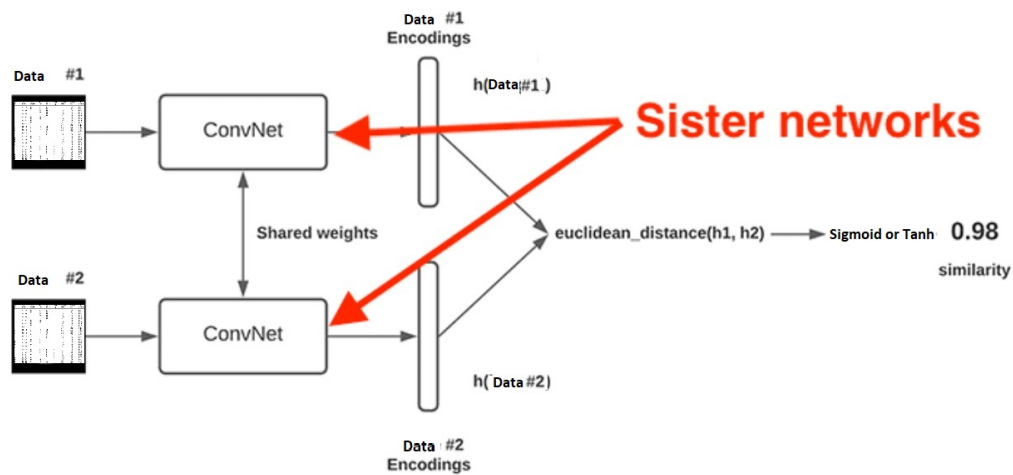 Data #1
Encodings
Data #1
h(Data#1 )
ConvNet
Sister networks
Shared weights
euclidean_distance(h1, h2)
Sigmoid or Tanh
0.98
similarity
Data #2
ConvNet
h( Data #2)
Data #2
Encodings